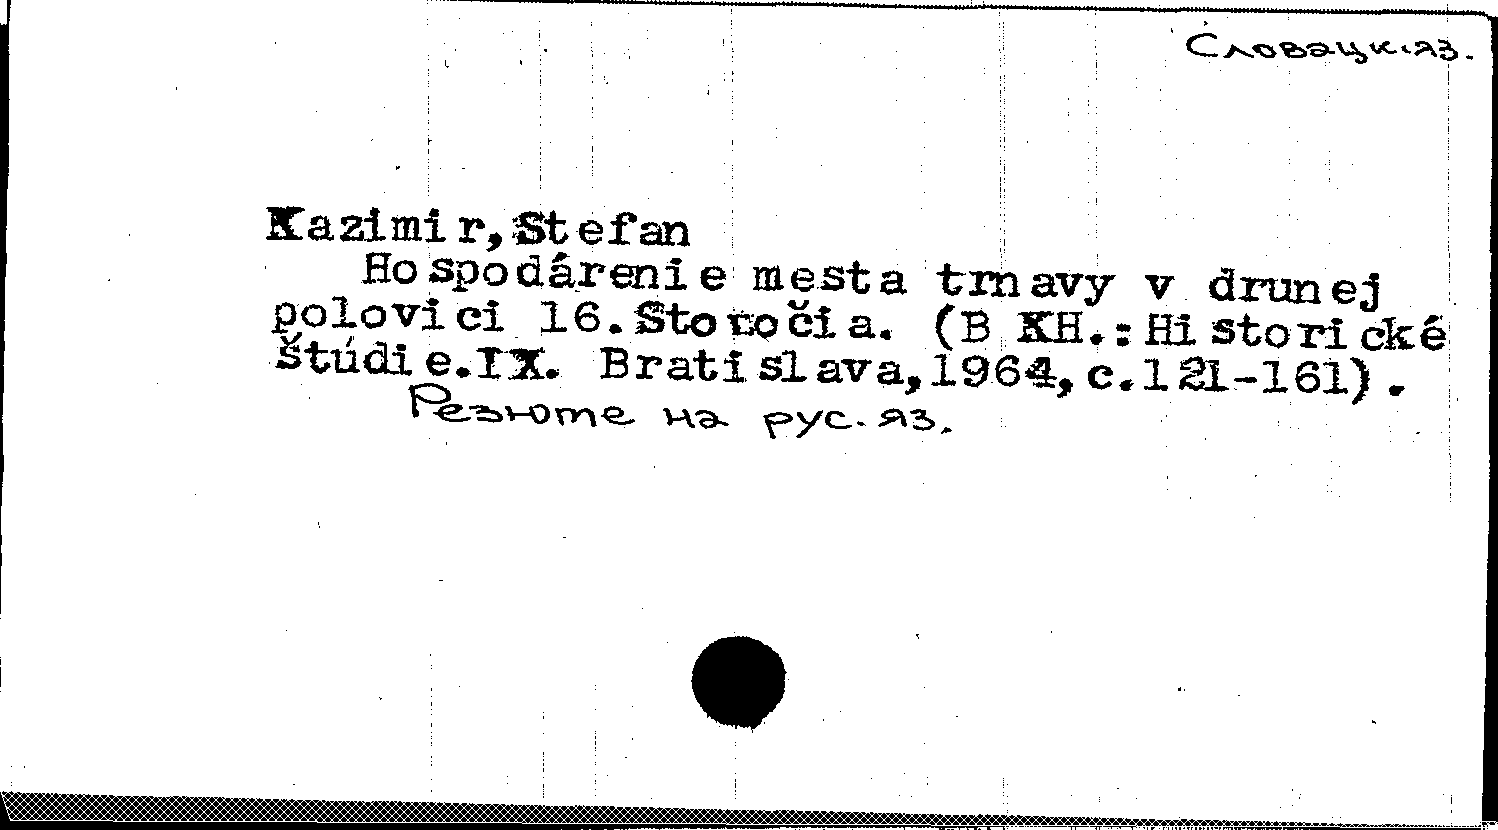 Словацк. яз.
Kazimir, Stefan
Hospodárenie mesta trnavy v drunej
polovici 16. Storočia. (В КН.: Historické
štúdie. IX. Bratislava, 1964, с. 121-161).
Резюме на рус. яз.